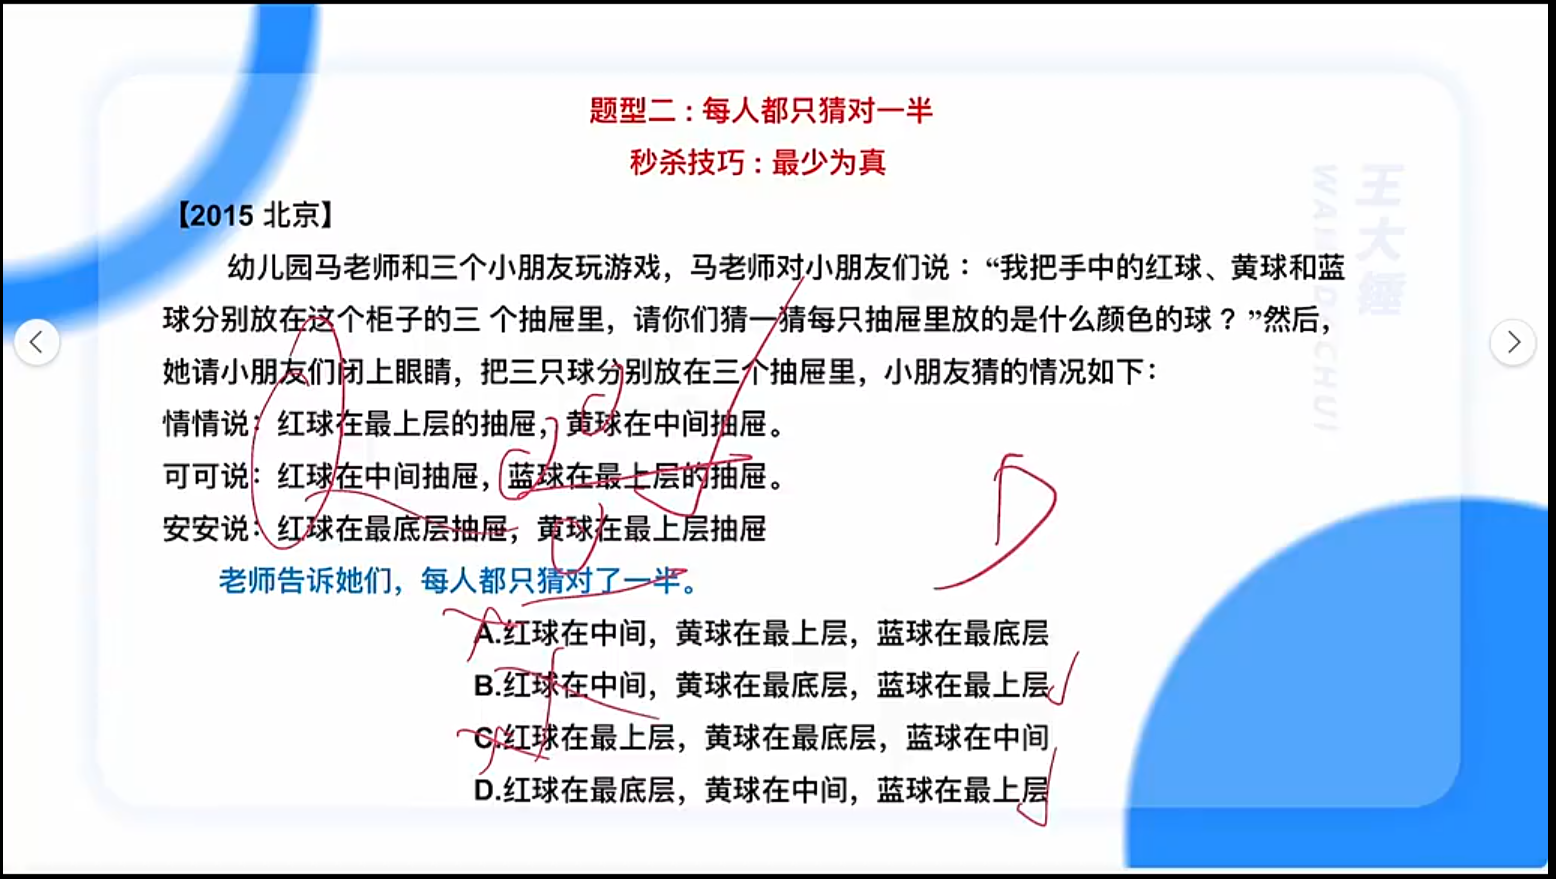 题型二：每人都只猜对一半
秒杀技巧：最少为真
【2015 北京】
幼儿园马老师和三个小朋友玩游戏，马老师对小朋友们说：“我把手中的红球、黄球和蓝
球分别放在这个柜子的三 个抽屉里，请你们猜一猜每只抽屉里放的是什么颜色的球？”然后，
她请小朋友们闭上眼睛，把三只球分别放在三个抽屉里，小朋友猜的情况如下：
情情说：红球在最上层的抽屉，黄球在中间抽屉。
可可说：红球在中间抽屉，蓝球在最上层的抽屉。
安安说：红球在最底层抽屉，黄球在最上层抽屉
老师告诉她们，每人都只猜对了一半。
A.红球在中间，黄球在最上层，蓝球在最底层
B.红球在中间，黄球在最底层，蓝球在最上层
C.红球在最上层，黄球在最底层，蓝球在中间
D.红球在最底层，黄球在中间，蓝球在最上层
D
王大锤
WANGDACHUI